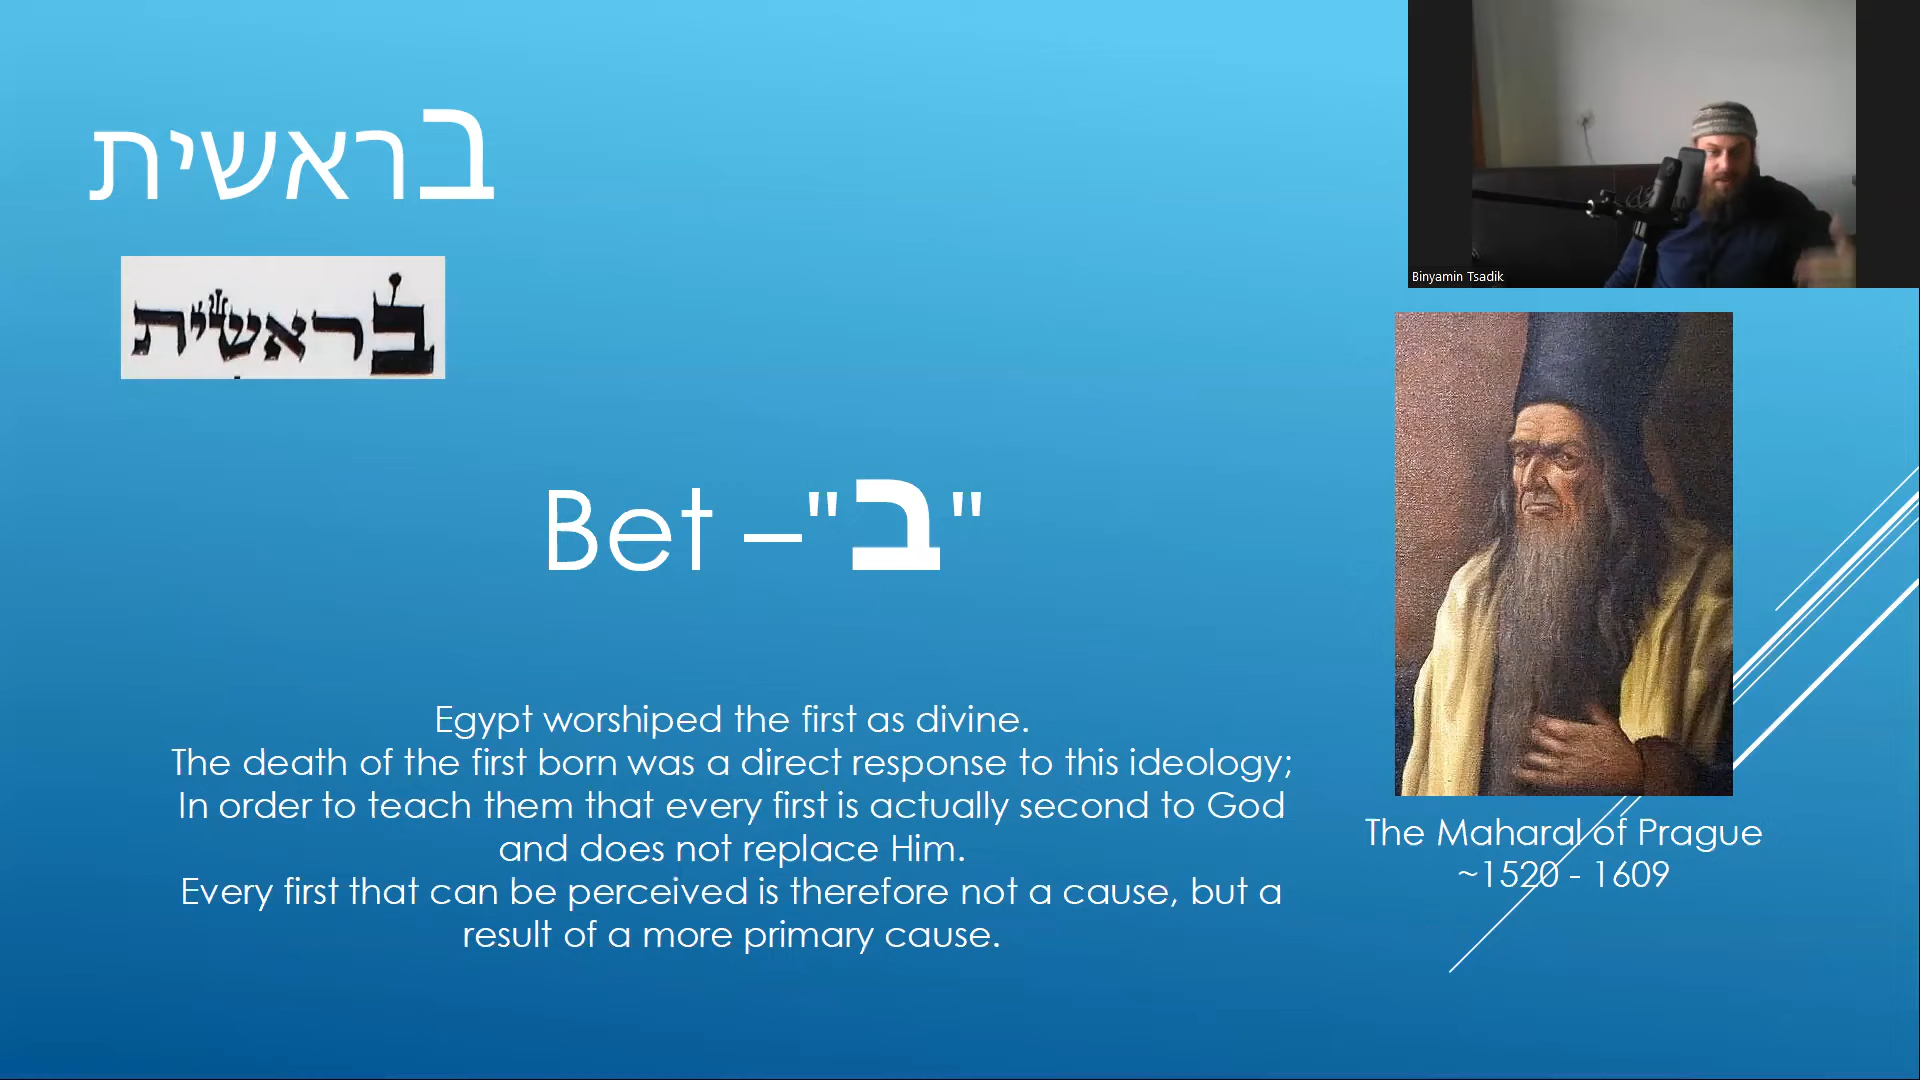 בראשית
בראשית
Bet –"ב"
Egypt worshiped the first as divine.
The death of the first born was a direct response to this ideology;
In order to teach them that every first is actually second to God
and does not replace Him.
Every first that can be perceived is therefore not a cause, but a
result of a more primary cause.
Binyamin Tsadik
The Maharal of Prague
~1520 - 1609